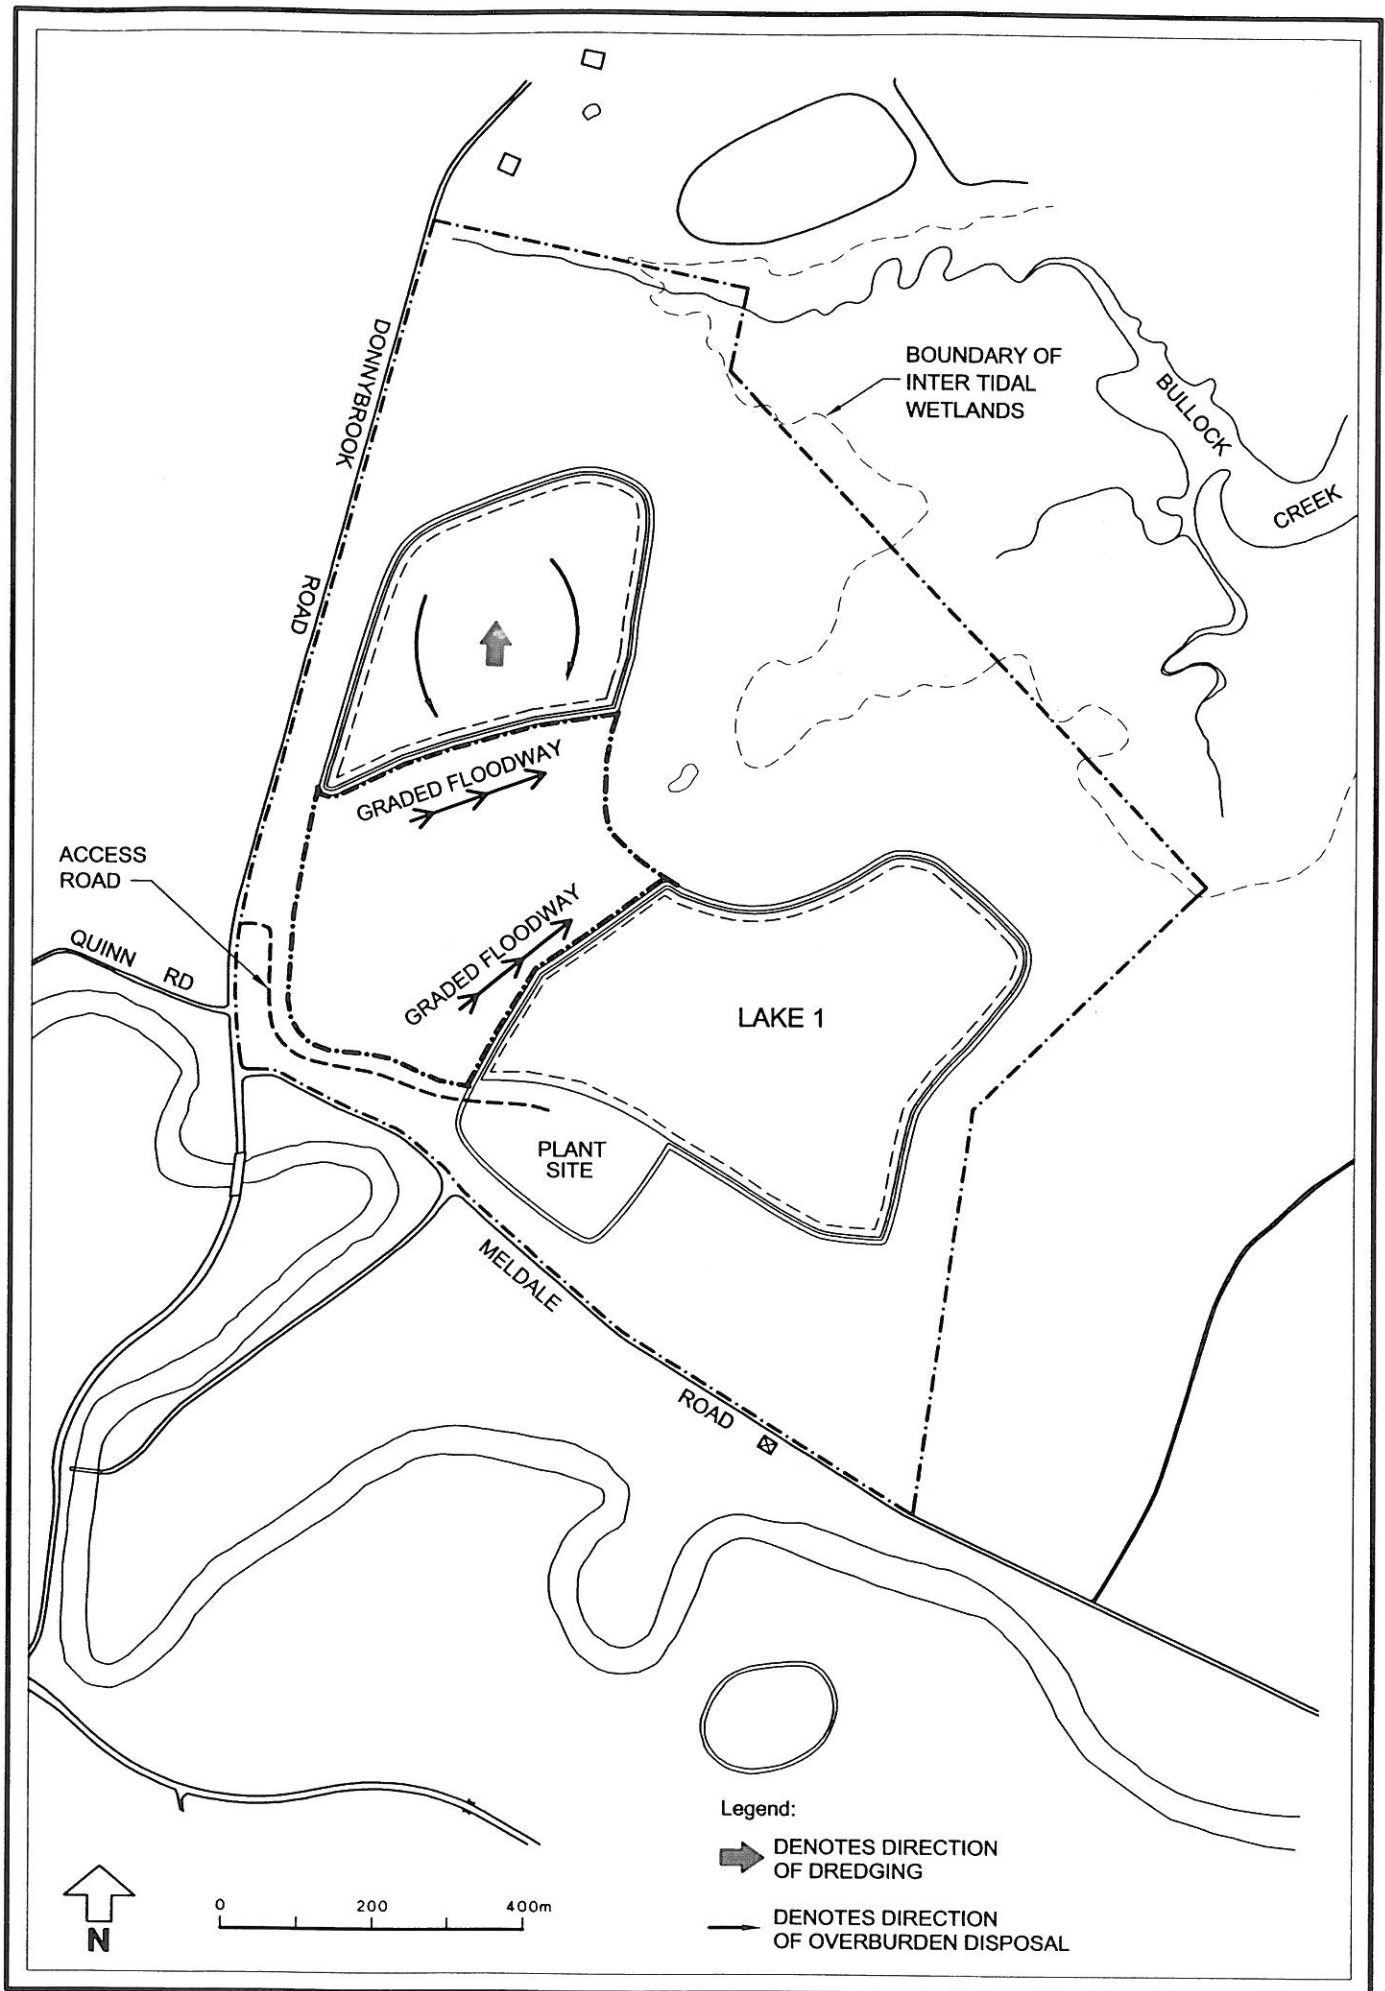 BOUNDARY OF
INTER TIDAL
WETLANDS
BULLOCK
CREEK
DONNYBROOK
ROAD
GRADED FLOODWAY
ACCESS
ROAD
GRADED FLOODWAY
QUINN RD
LAKE 1
PLANT
SITE
MELDALE
ROAD
Legend:
DENOTES DIRECTION
OF DREDGING
DENOTES DIRECTION
OF OVERBURDEN DISPOSAL
N
0 200 400m